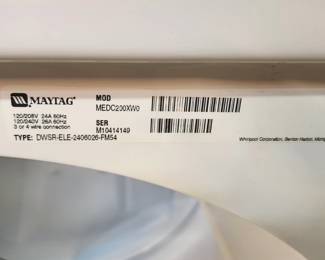 MAYTAG®
MOD
MEDC200XW0
120/208V 24A 60Hz
120/240V 26A 60Hz
3 or 4 wire connection
SER
M10414149
TYPE: DWSR-ELE-2406026-FM54
Whirlpool Corporation, Benton Harbor,